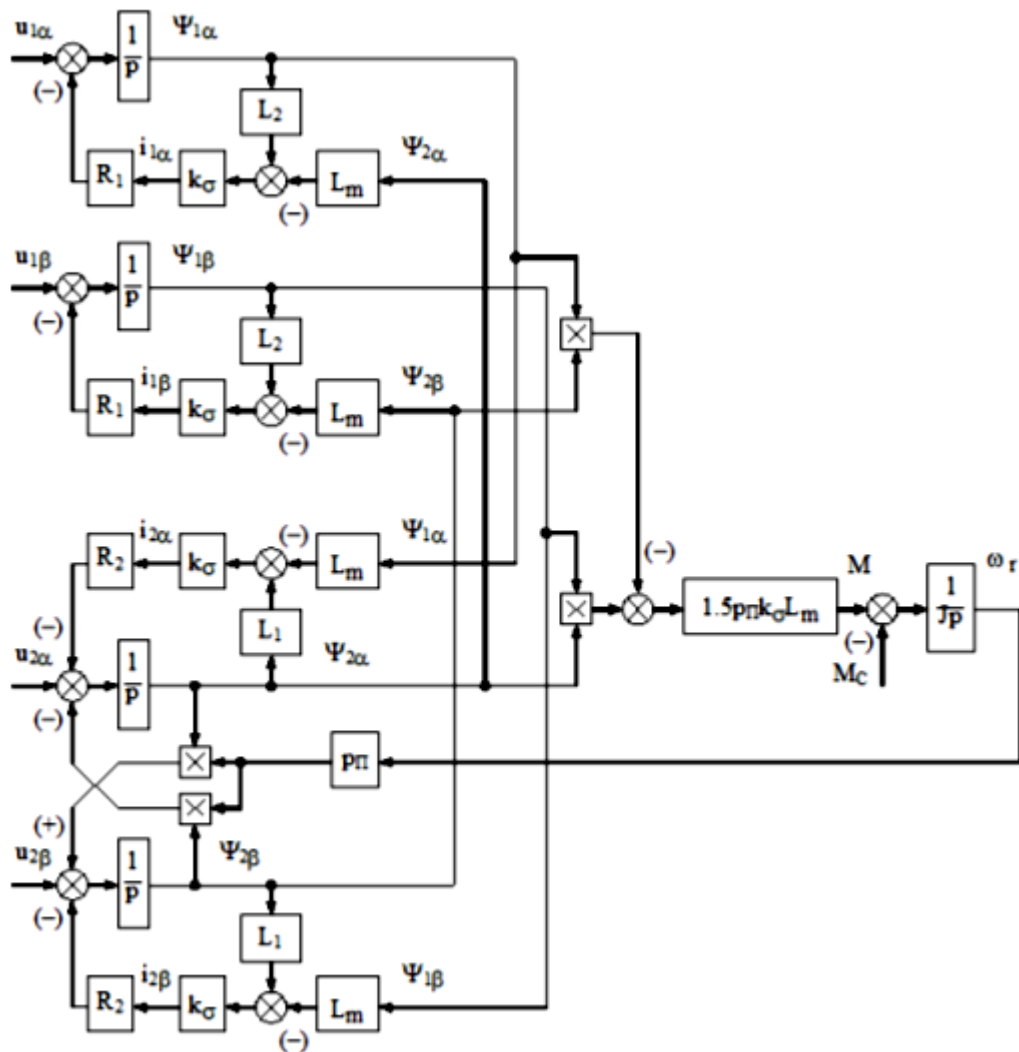 u1α
(−)
1/p
Ψ1α
L2
R1
i1α
kσ
(−)
Lm
Ψ2α
u1β
(−)
1/p
Ψ1β
L2
R1
i1β
kσ
(−)
Lm
Ψ2β
R2
i2α
kσ
(−)
Lm
Ψ1α
L1
(−)
u2α
(−)
1/p
Ψ2α
(−)
1.5pпkσLm
M
(−)
MC
1/Jp
ωr
pп
(+)
u2β
(−)
1/p
Ψ2β
L1
R2
i2β
kσ
(−)
Lm
Ψ1β